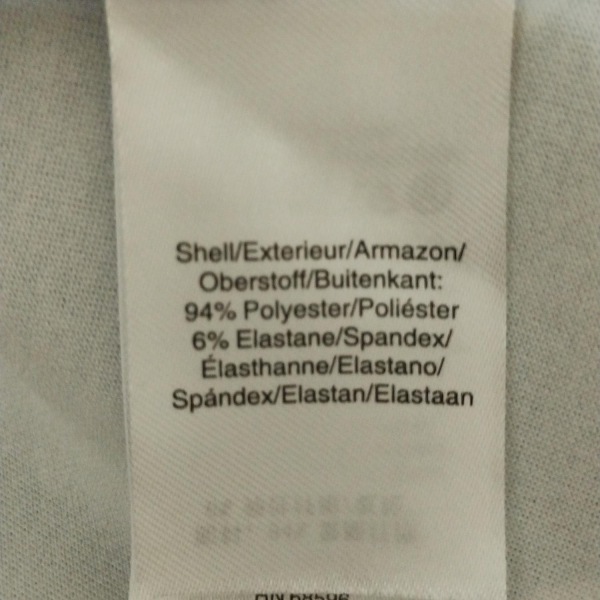 Shell/Exterieur/Armazon/
Oberstoff/Buitenkant:
94% Polyester/Poliéster
6% Elastane/Spandex/
Élasthanne/Elastano/
Spándex/Elastan/Elastaan